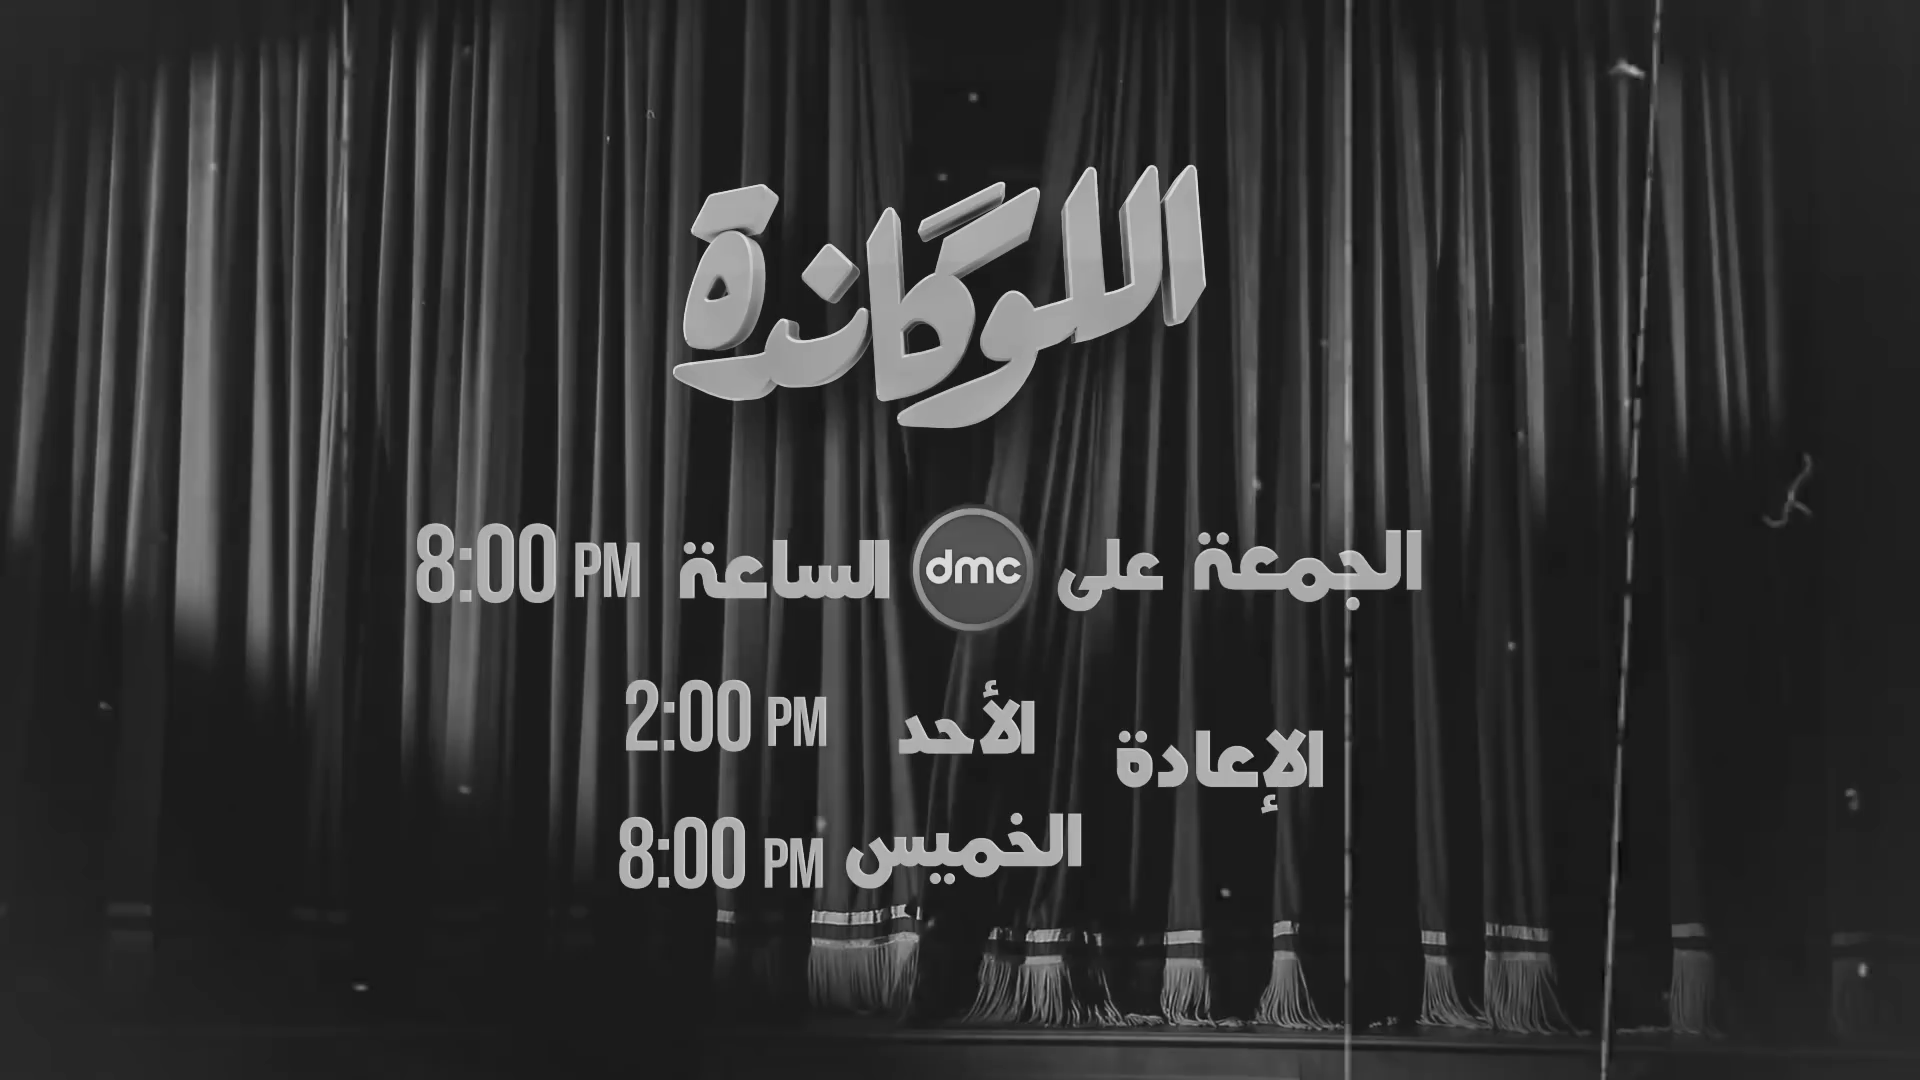 اللوكاندة
الجمعة على dmc الساعة 8:00 PM
الإعادة
الأحد 2:00 PM
الخميس 8:00 PM